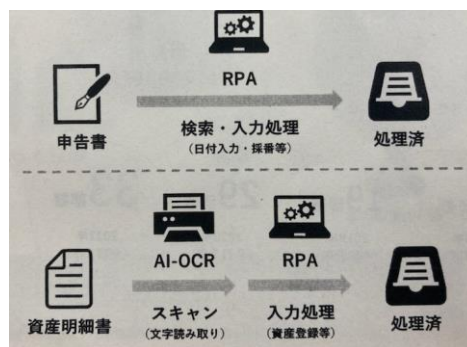 RPA
申告書
検索・入力処理
(日付入力・採番等)
処理済
AI-OCR
RPA
資産明細書
スキャン
(文字読み取り)
入力処理
(資産登録等)
処理済